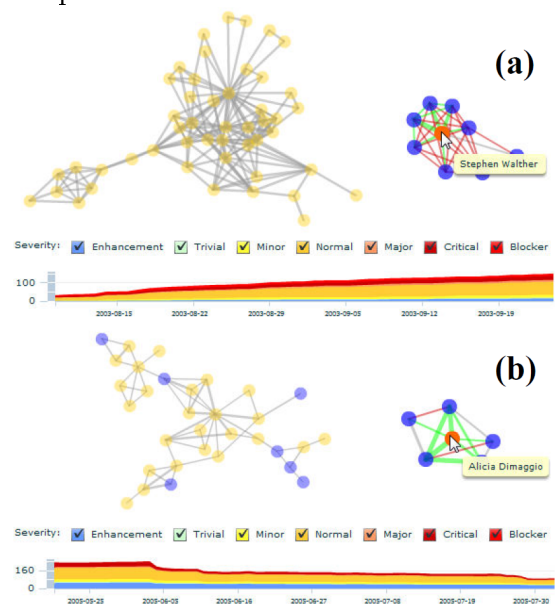 (a)
Stephen Walther
Severity: Enhancement Trivial Minor Normal Major Critical Blocker
100
0
2003-08-15 2003-08-22 2003-08-29 2003-09-05 2003-09-12 2003-09-19
(b)
Alicia Dimaggio
Severity: Enhancement Trivial Minor Normal Major Critical Blocker
160
0
2005-05-25 2005-06-05 2005-06-16 2005-06-27 2005-07-08 2005-07-19 2005-07-30